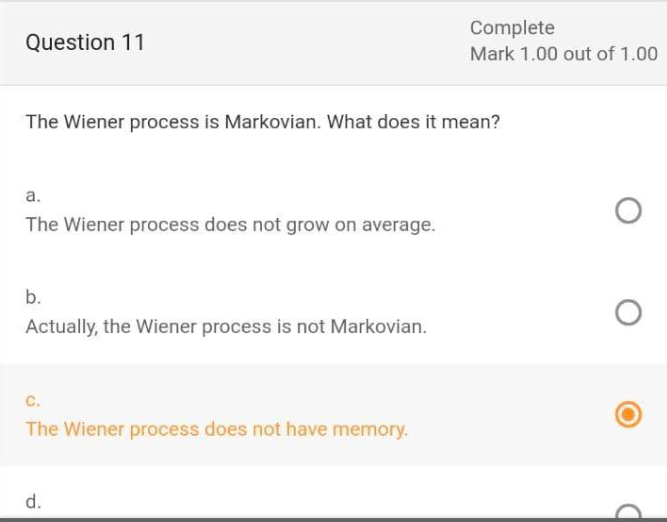 Question 11
Complete
Mark 1.00 out of 1.00
The Wiener process is Markovian. What does it mean?
a.
The Wiener process does not grow on average.
b.
Actually, the Wiener process is not Markovian.
c.
The Wiener process does not have memory.
d.